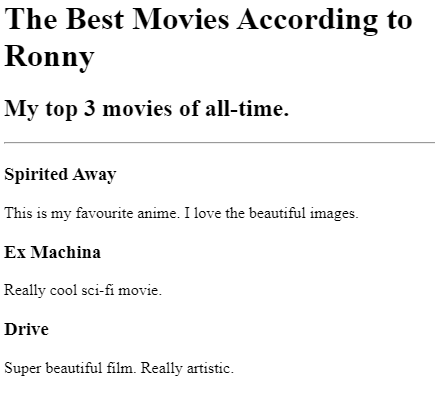 The Best Movies According to
Ronny
My top 3 movies of all-time.
Spirited Away
This is my favourite anime. I love the beautiful images.
Ex Machina
Really cool sci-fi movie.
Drive
Super beautiful film. Really artistic.